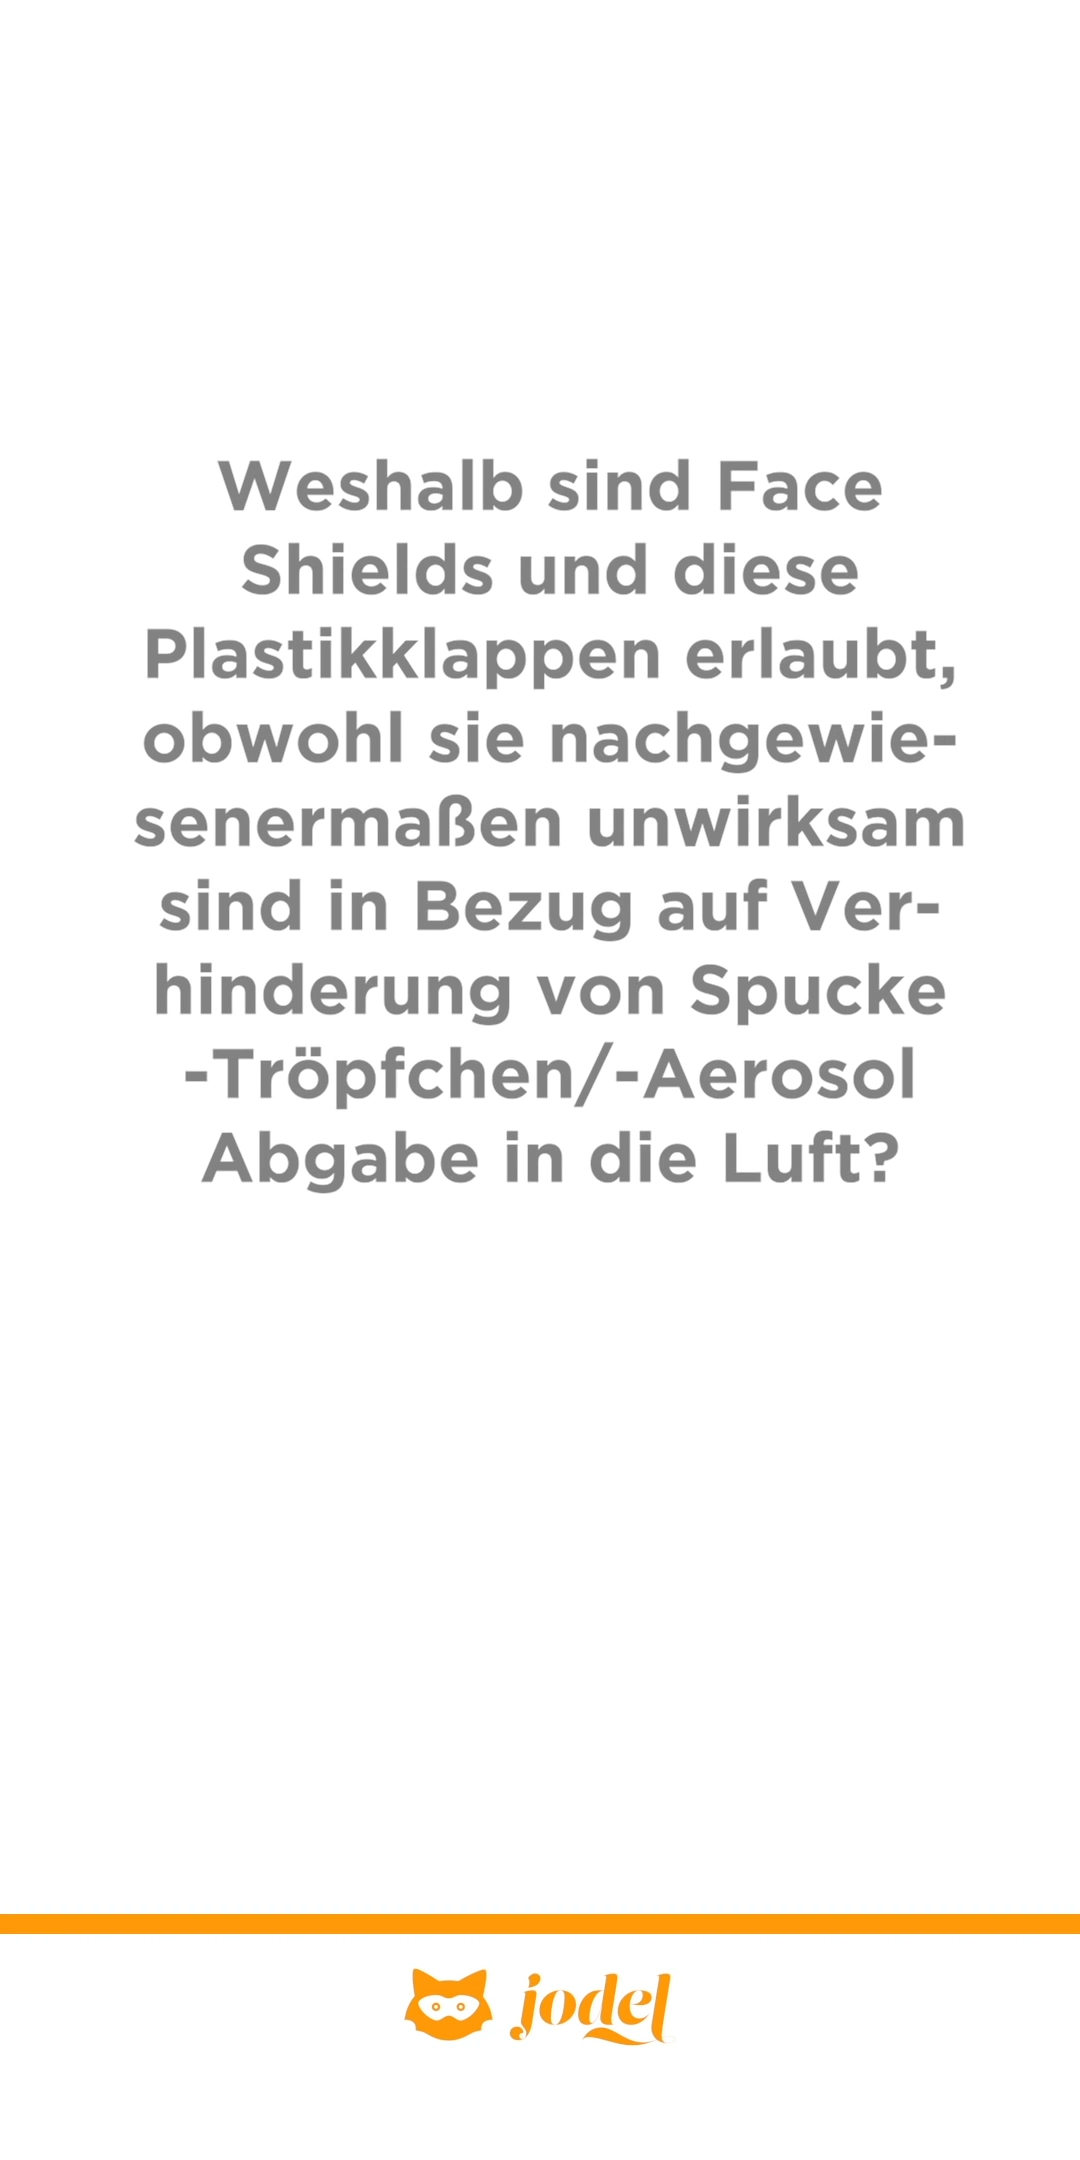 Weshalb sind Face
Shields und diese
Plastikklappen erlaubt,
obwohl sie nachgewie-
senermaßen unwirksam
sind in Bezug auf Ver-
hinderung von Spucke
-Tröpfchen/-Aerosol
Abgabe in die Luft?
jodel